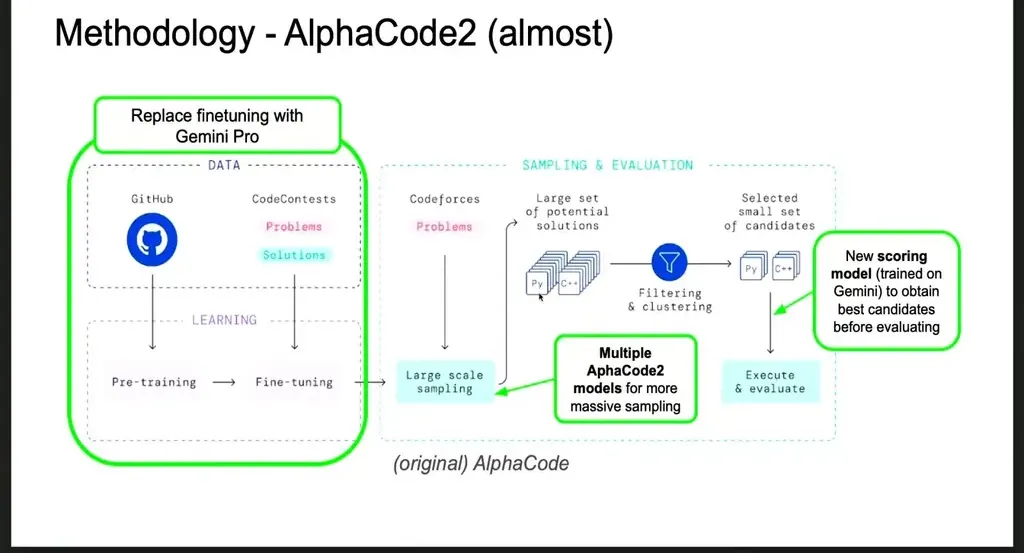 Methodology - AlphaCode2 (almost)
Replace finetuning with
Gemini Pro
DATA
GitHub
CodeContests
Problems
Solutions
LEARNING
Pre-training
Fine-tuning
SAMPLING & EVALUATION
Codeforces
Problems
Large set
of potential
solutions
Selected
small set
of candidates
Py
C++
Filtering
& clustering
Py
C++
New scoring
model (trained on
Gemini) to obtain
best candidates
before evaluating
Large scale
sampling
Multiple
AphaCode2
models for more
massive sampling
Execute
& evaluate
(original) AlphaCode